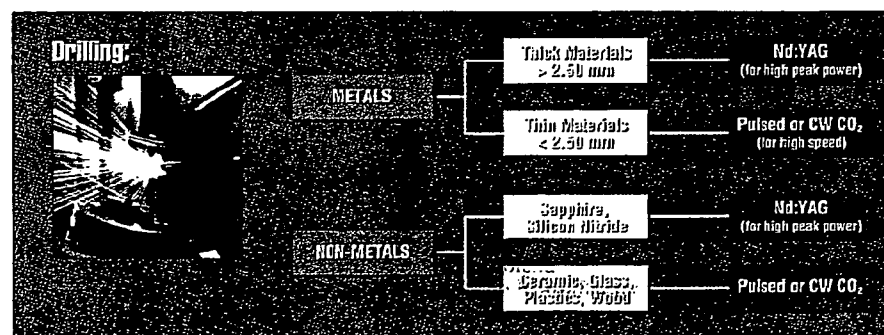 Drilling:
METALS
Thick Materials
> 2.50 mm
Nd:YAG
(for high peak power)
Thin Materials
< 2.50 mm
Pulsed or CW CO₂
(for high speed)
NON-METALS
Sapphire,
Silicon Nitride
Nd:YAG
(for high peak power)
Ceramic, Glass,
Plastics, Wood
Pulsed or CW CO₂